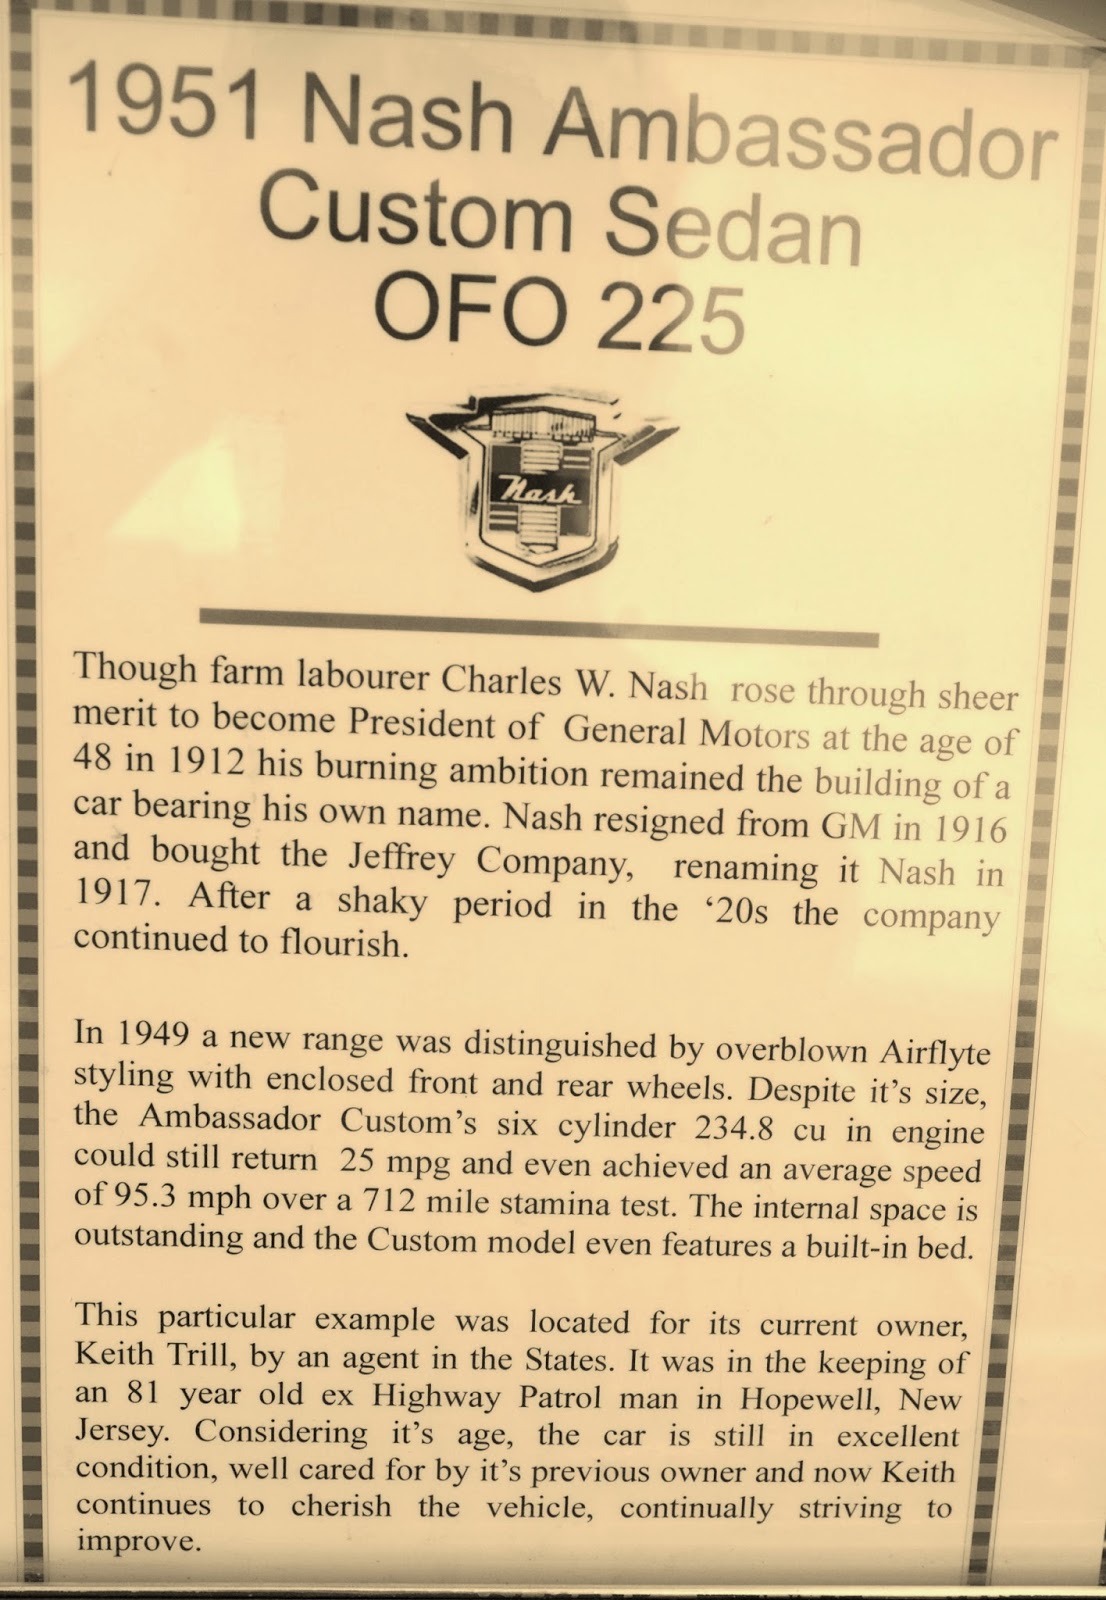 1951 Nash Ambassador
Custom Sedan
OFO 225
Nash
Though farm labourer Charles W. Nash rose through sheer
merit to become President of General Motors at the age of
48 in 1912 his burning ambition remained the building of a
car bearing his own name. Nash resigned from GM in 1916
and bought the Jeffrey Company, renaming it Nash in
1917. After a shaky period in the ‘20s the company
continued to flourish.
In 1949 a new range was distinguished by overblown Airflyte
styling with enclosed front and rear wheels. Despite it’s size,
the Ambassador Custom’s six cylinder 234.8 cu in engine
could still return 25 mpg and even achieved an average speed
of 95.3 mph over a 712 mile stamina test. The internal space is
outstanding and the Custom model even features a built-in bed.
This particular example was located for its current owner,
Keith Trill, by an agent in the States. It was in the keeping of
an 81 year old ex Highway Patrol man in Hopewell, New
Jersey. Considering it’s age, the car is still in excellent
condition, well cared for by it’s previous owner and now Keith
continues to cherish the vehicle, continually striving to
improve.